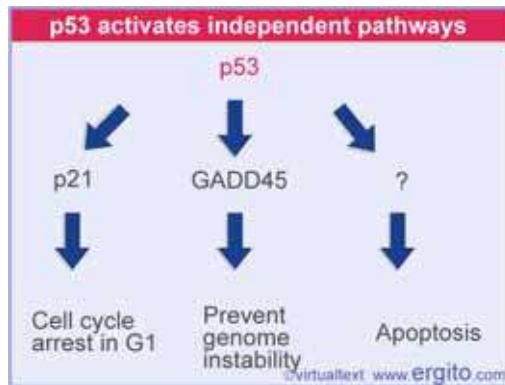 p53 activates independent pathways
p53
p21 GADD45 ?
Cell cycle
arrest in G1
Prevent
genome
instability
Apoptosis
©virtualtext www.ergito.com